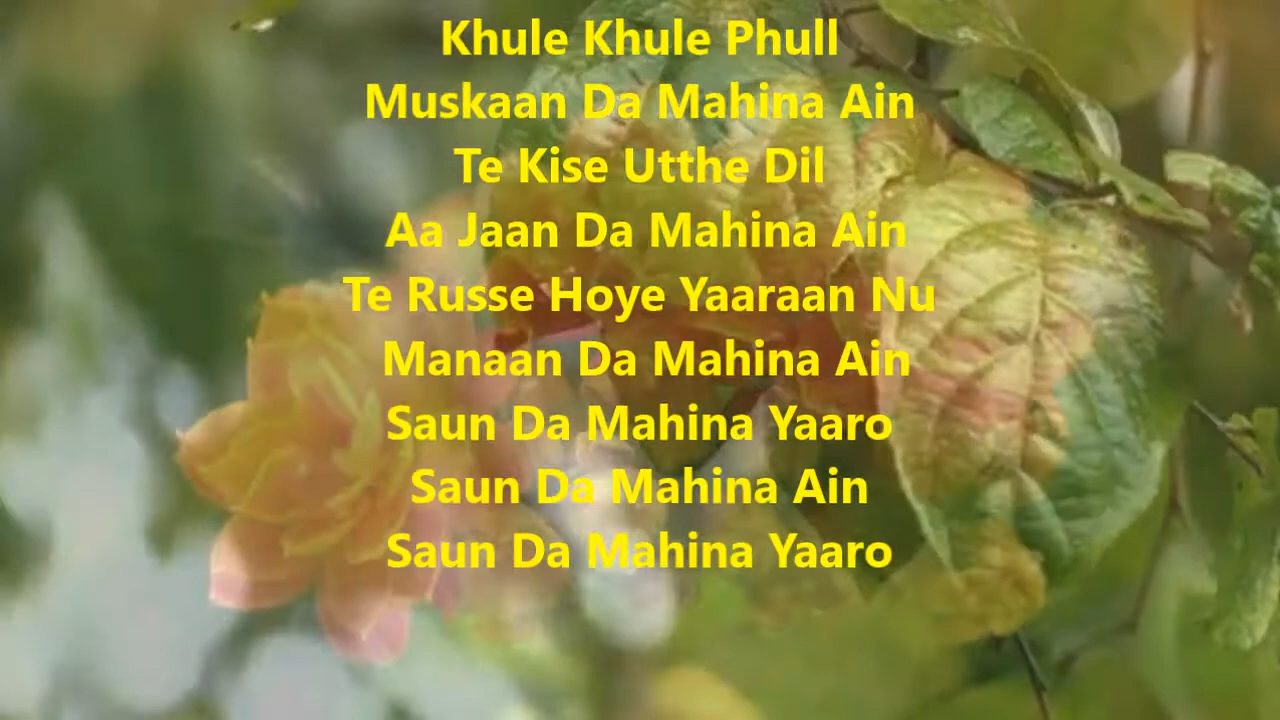 Khule Khule Phull
Muskaan Da Mahina Ain
Te Kise Utthe Dil
Aa Jaan Da Mahina Ain
Te Russe Hoye Yaaraan Nu
Manaan Da Mahina Ain
Saun Da Mahina Yaaro
Saun Da Mahina Ain
Saun Da Mahina Yaaro